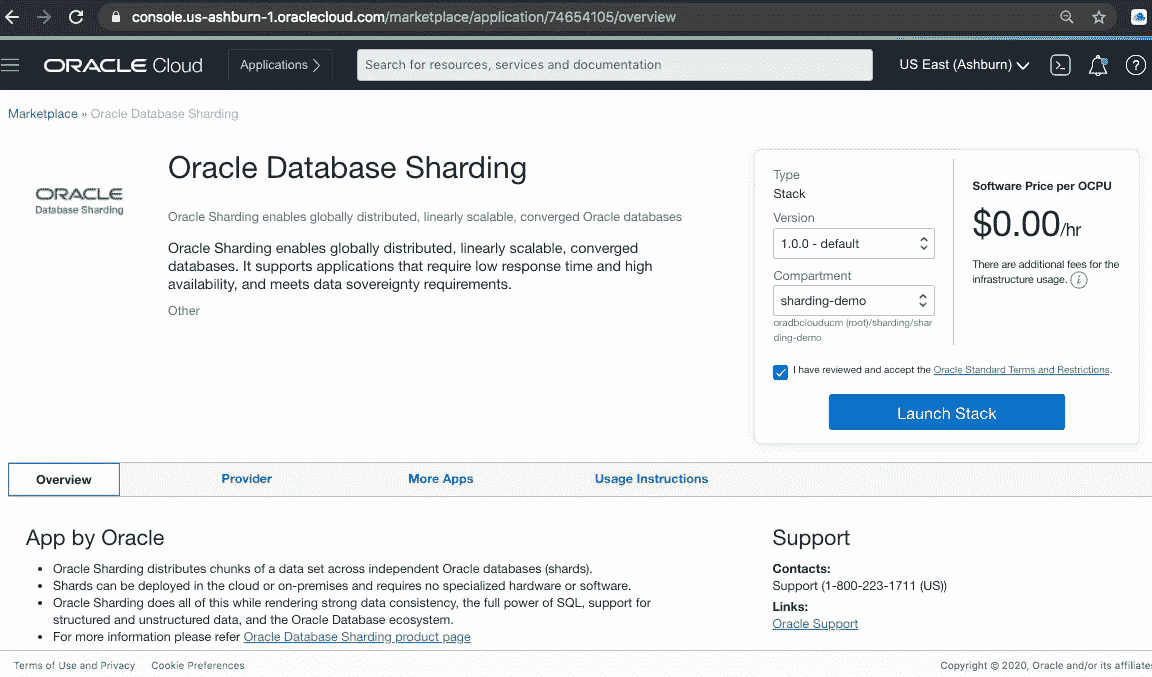 console.us-ashburn-1.oraclecloud.com/marketplace/application/74654105/overview
ORACLE Cloud
Applications
Search for resources, services and documentation
US East (Ashburn)
Marketplace » Oracle Database Sharding
ORACLE
Database Sharding
Oracle Database Sharding
Oracle Sharding enables globally distributed, linearly scalable, converged Oracle databases
Oracle Sharding enables globally distributed, linearly scalable, converged
databases. It supports applications that require low response time and high
availability, and meets data sovereignty requirements.
Other
Type
Stack
Version
1.0.0 - default
Compartment
sharding-demo
oradbclouducm (root)/sharding/shar
ding-demo
Software Price per OCPU
$0.00/hr
There are additional fees for the
infrastructure usage. i
I have reviewed and accept the Oracle Standard Terms and Restrictions.
Launch Stack
Overview
Provider
More Apps
Usage Instructions
App by Oracle
• Oracle Sharding distributes chunks of a data set across independent Oracle databases (shards).
• Shards can be deployed in the cloud or on-premises and requires no specialized hardware or software.
• Oracle Sharding does all of this while rendering strong data consistency, the full power of SQL, support for
structured and unstructured data, and the Oracle Database ecosystem.
• For more information please refer Oracle Database Sharding product page
Support
Contacts:
Support (1-800-223-1711 (US))
Links:
Oracle Support
Terms of Use and Privacy
Cookie Preferences
Copyright © 2020, Oracle and/or its affiliates